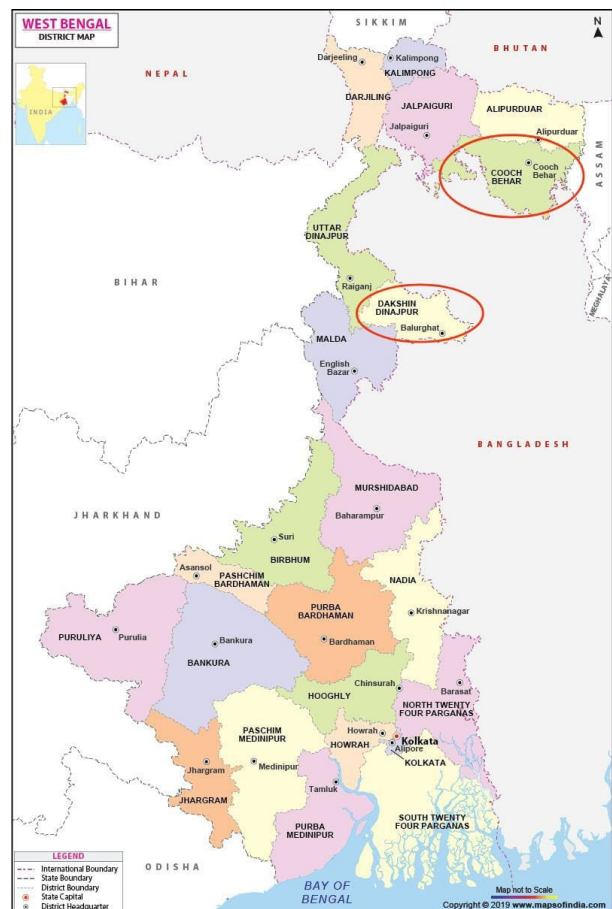 WEST BENGAL
DISTRICT MAP
SIKKIM
N
BHUTAN
NEPAL
INDIA
Darjeeling
Kalimpong
KALIMPONG
DARJILING
JALPAIGURI
Jalpaiguri
ALIPURDUAR
Alipurduar
COOCH
BEHAR
Cooch
Behar
ASSAM
UTTAR
DINAJPUR
BIHAR
Raiganj
DAKSHIN
DINAJPUR
Balurghat
MEGHALAYA
MALDA
English
Bazar
BANGLADESH
MURSHIDABAD
Baharampur
JHARKHAND
Suri
BIRBHUM
Asansol
PASHCHIM
BARDHAMAN
NADIA
Krishnanagar
PURBA
BARDHAMAN
Bardhaman
PURULIYA
Purulia
Bankura
BANKURA
HOOGHLY
Chinsurah
Barasat
NORTH TWENTY
FOUR PARGANAS
PASCHIM
MEDINIPUR
Medinipur
Howrah
HOWRAH
Kolkata
Alipore
KOLKATA
Jhargram
JHARGRAM
Tamluk
PURBA
MEDINIPUR
SOUTH TWENTY
FOUR PARGANAS
ODISHA
BAY OF
BENGAL
LEGEND
International Boundary
State Boundary
District Boundary
State Capital
District Headquarter
Map not to Scale
Copyright © 2019 www.mapsofindia.com